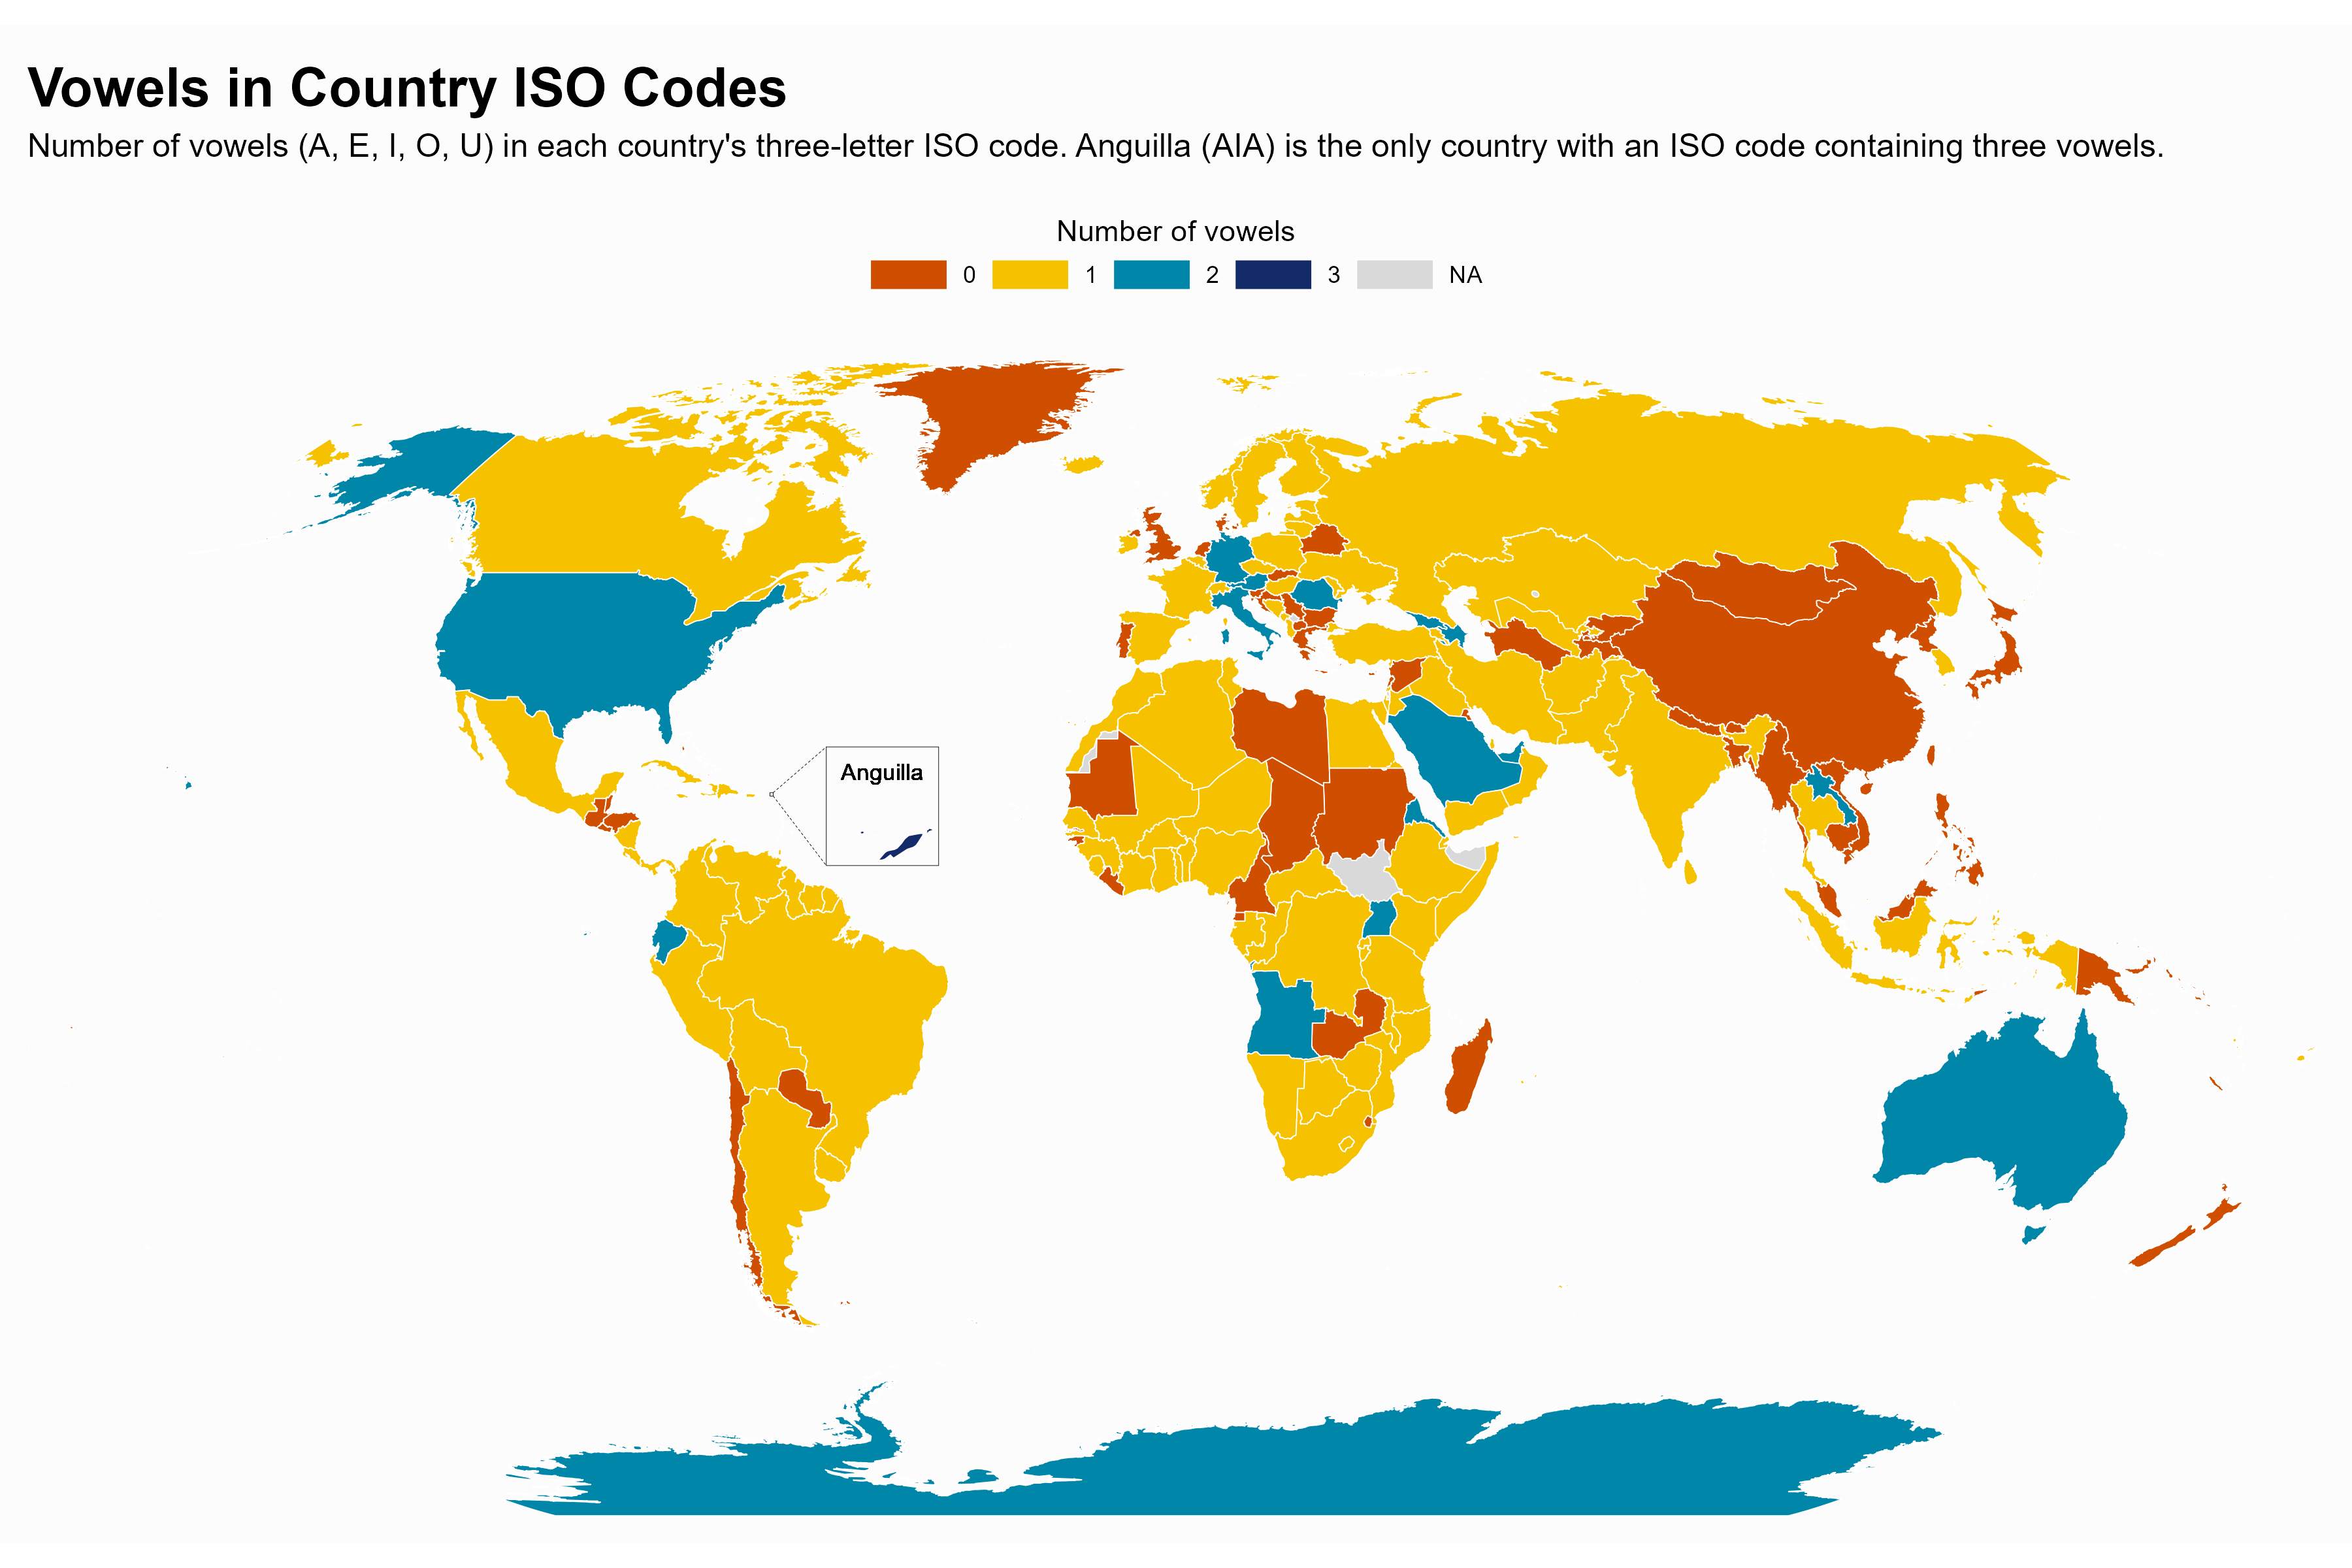 Vowels in Country ISO Codes
Number of vowels (A, E, I, O, U) in each country's three-letter ISO code. Anguilla (AIA) is the only country with an ISO code containing three vowels.
Number of vowels
0 1 2 3 NA
Anguilla